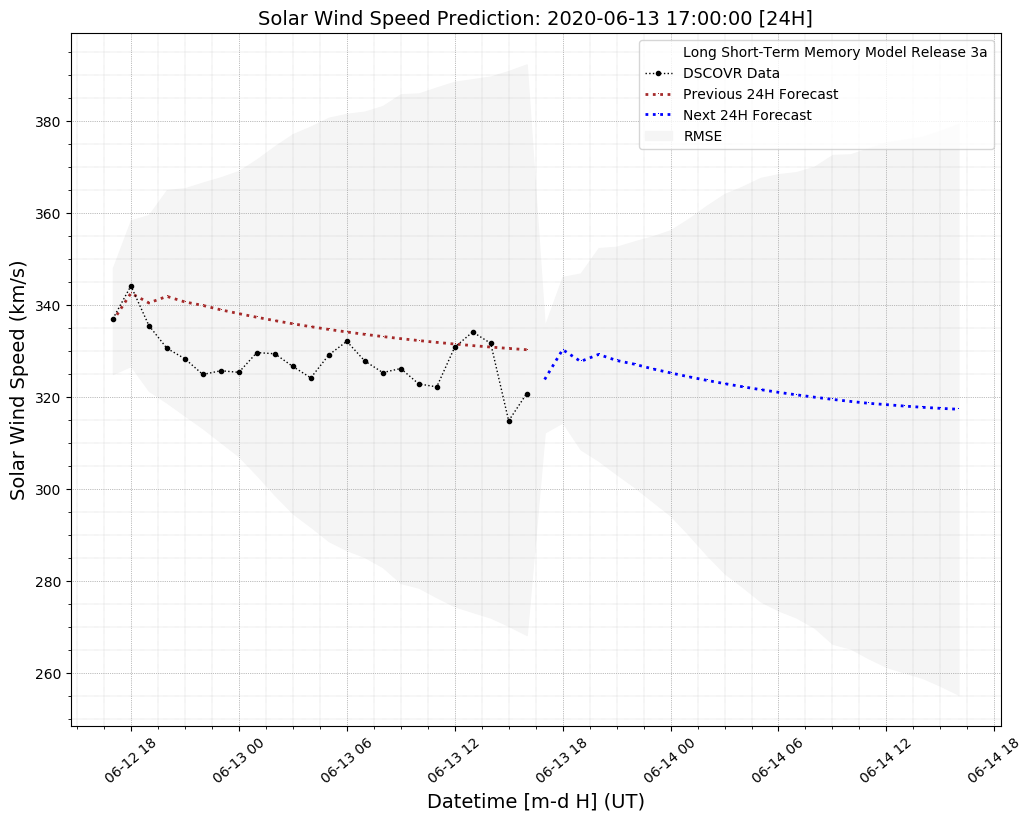 Solar Wind Speed Prediction: 2020-06-13 17:00:00 [24H]
Long Short-Term Memory Model Release 3a
DSCOVR Data
Previous 24H Forecast
Next 24H Forecast
RMSE
Solar Wind Speed (km/s)
380
360
340
320
300
280
260
06-12 18
06-13 00
06-13 06
06-13 12
06-13 18
06-14 00
06-14 06
06-14 12
06-14 18
Datetime [m-d H] (UT)